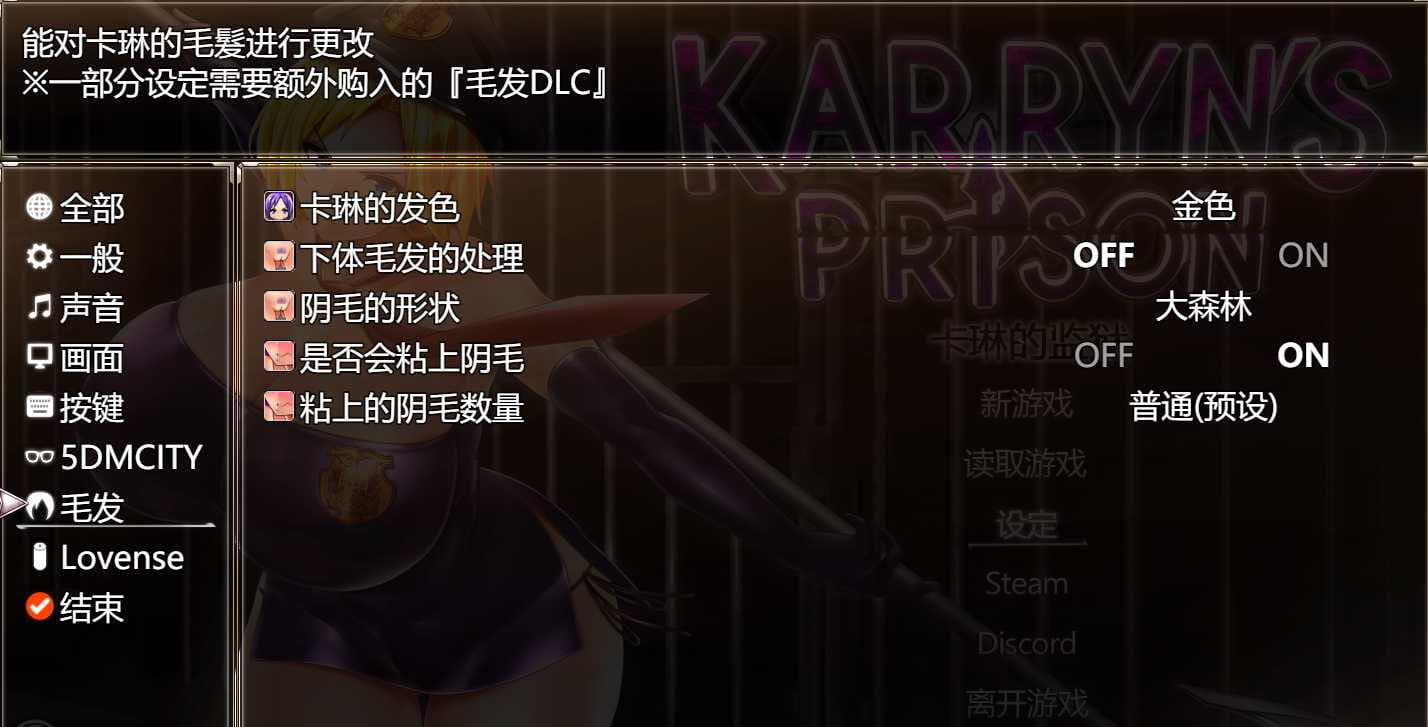 能对卡琳的毛髮进行更改
※一部分设定需要额外购入的『毛发DLC』
KARRYN'S
PRISON
卡琳的监狱
全部
一般
声音
画面
按键
5DMCITY
毛发
Lovense
结束
卡琳的发色 金色
下体毛发的处理 OFF ON
阴毛的形状 大森林
是否会粘上阴毛 OFF ON
粘上的阴毛数量 普通(预设)
新游戏
读取游戏
设定
Steam
Discord
离开游戏